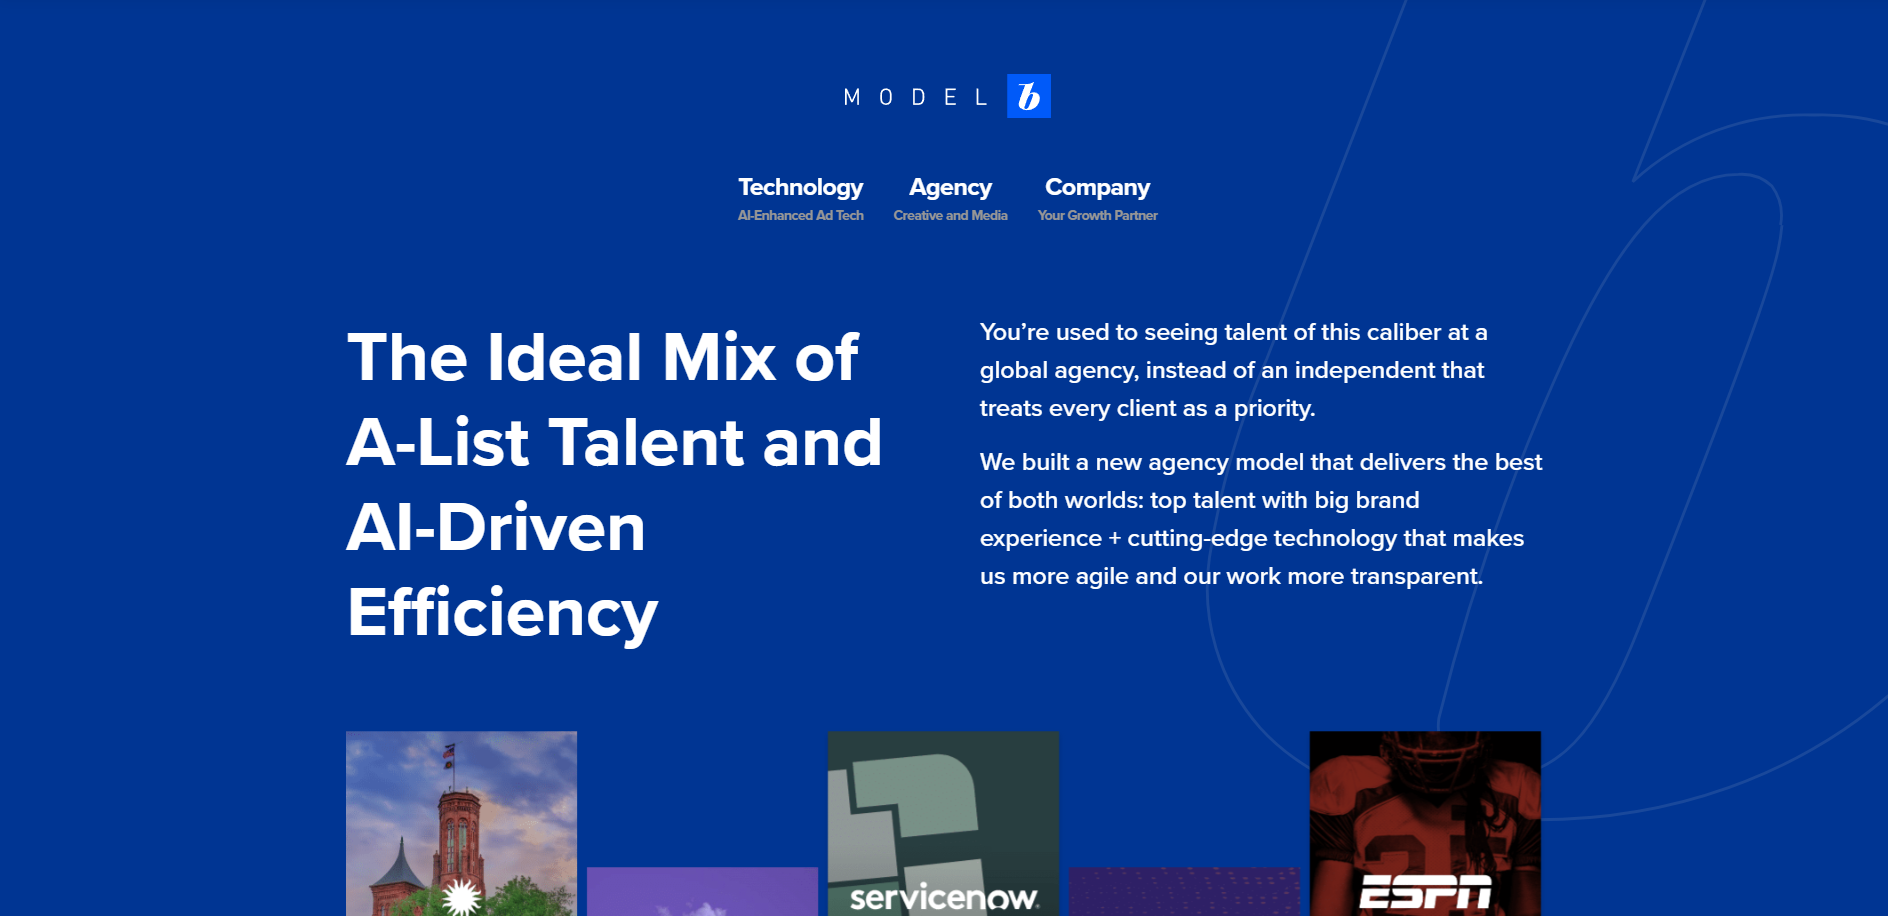 MODEL b
Technology
AI-Enhanced Ad Tech
Agency
Creative and Media
Company
Your Growth Partner
The Ideal Mix of
A-List Talent and
AI-Driven
Efficiency
You’re used to seeing talent of this caliber at a
global agency, instead of an independent that
treats every client as a priority.
We built a new agency model that delivers the best
of both worlds: top talent with big brand
experience + cutting-edge technology that makes
us more agile and our work more transparent.
servicenow
ESPN